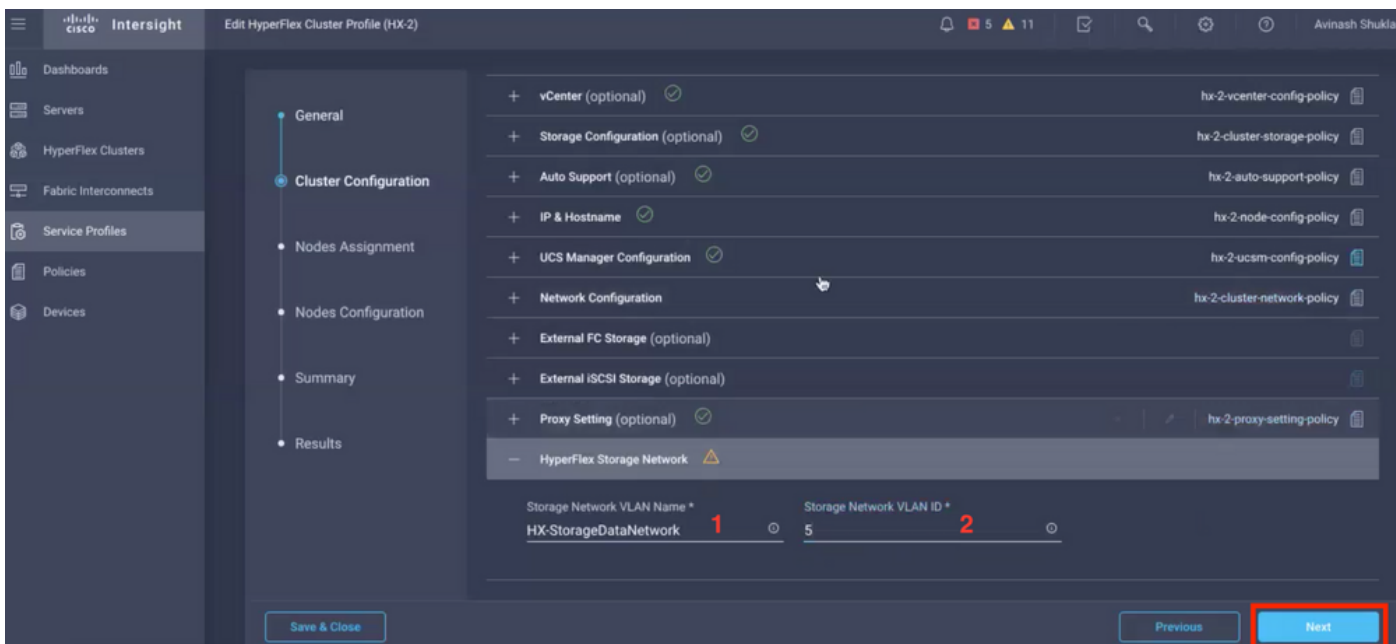 cisco Intersight
Edit HyperFlex Cluster Profile (HX-2)
5 11
Avinash Shukla
Dashboards
Servers
HyperFlex Clusters
Fabric Interconnects
Service Profiles
Policies
Devices
General
Cluster Configuration
Nodes Assignment
Nodes Configuration
Summary
Results
+ vCenter (optional) hx-2-vcenter-config-policy
+ Storage Configuration (optional) hx-2-cluster-storage-policy
+ Auto Support (optional) hx-2-auto-support-policy
+ IP & Hostname hx-2-node-config-policy
+ UCS Manager Configuration hx-2-ucsm-config-policy
+ Network Configuration hx-2-cluster-network-policy
+ External FC Storage (optional)
+ External iSCSI Storage (optional)
+ Proxy Setting (optional) hx-2-proxy-setting-policy
− HyperFlex Storage Network
Storage Network VLAN Name * Storage Network VLAN ID *
HX-StorageDataNetwork 1 5 2
Save & Close Previous Next